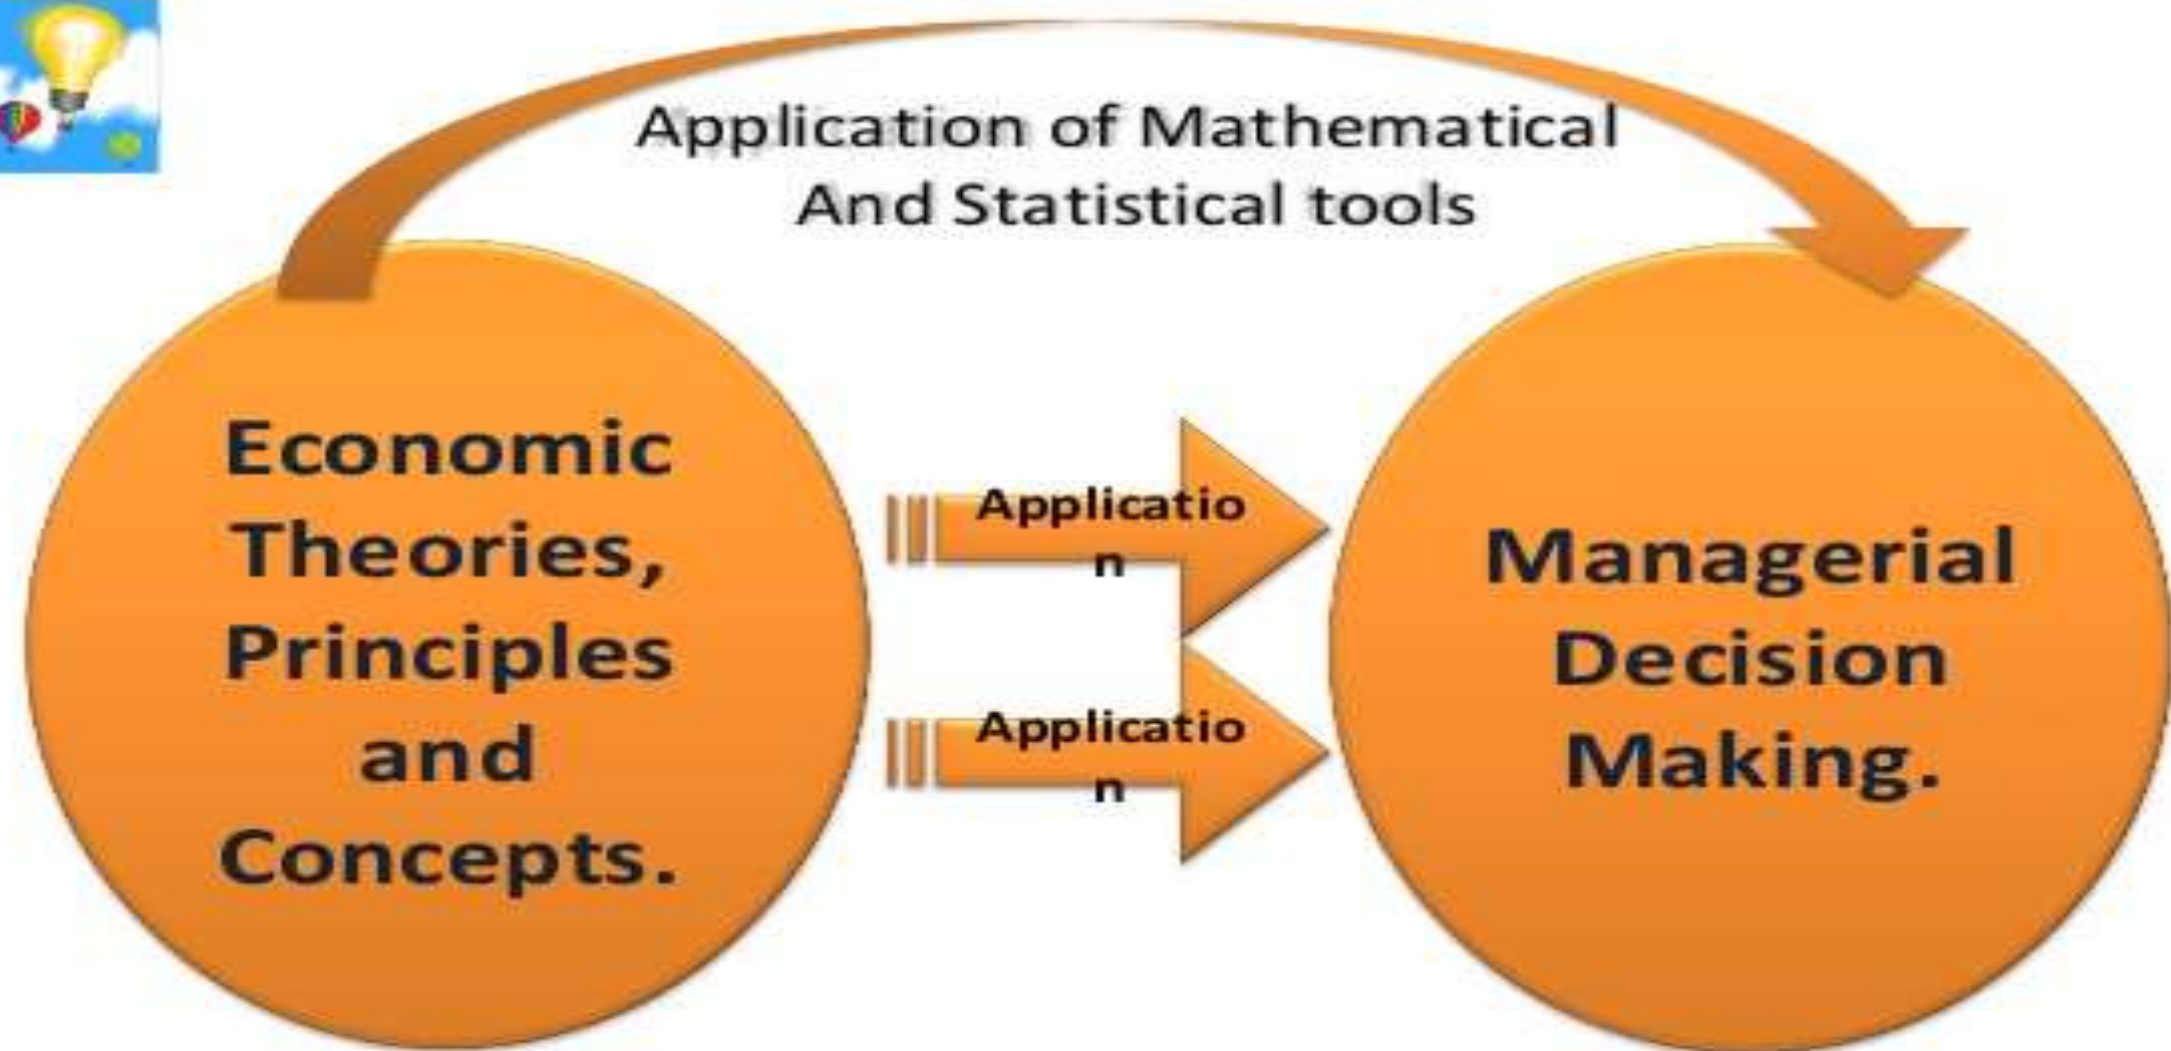 Application of Mathematical
And Statistical tools
Economic
Theories,
Principles
and
Concepts.
Applicatio
n
Applicatio
n
Managerial
Decision
Making.